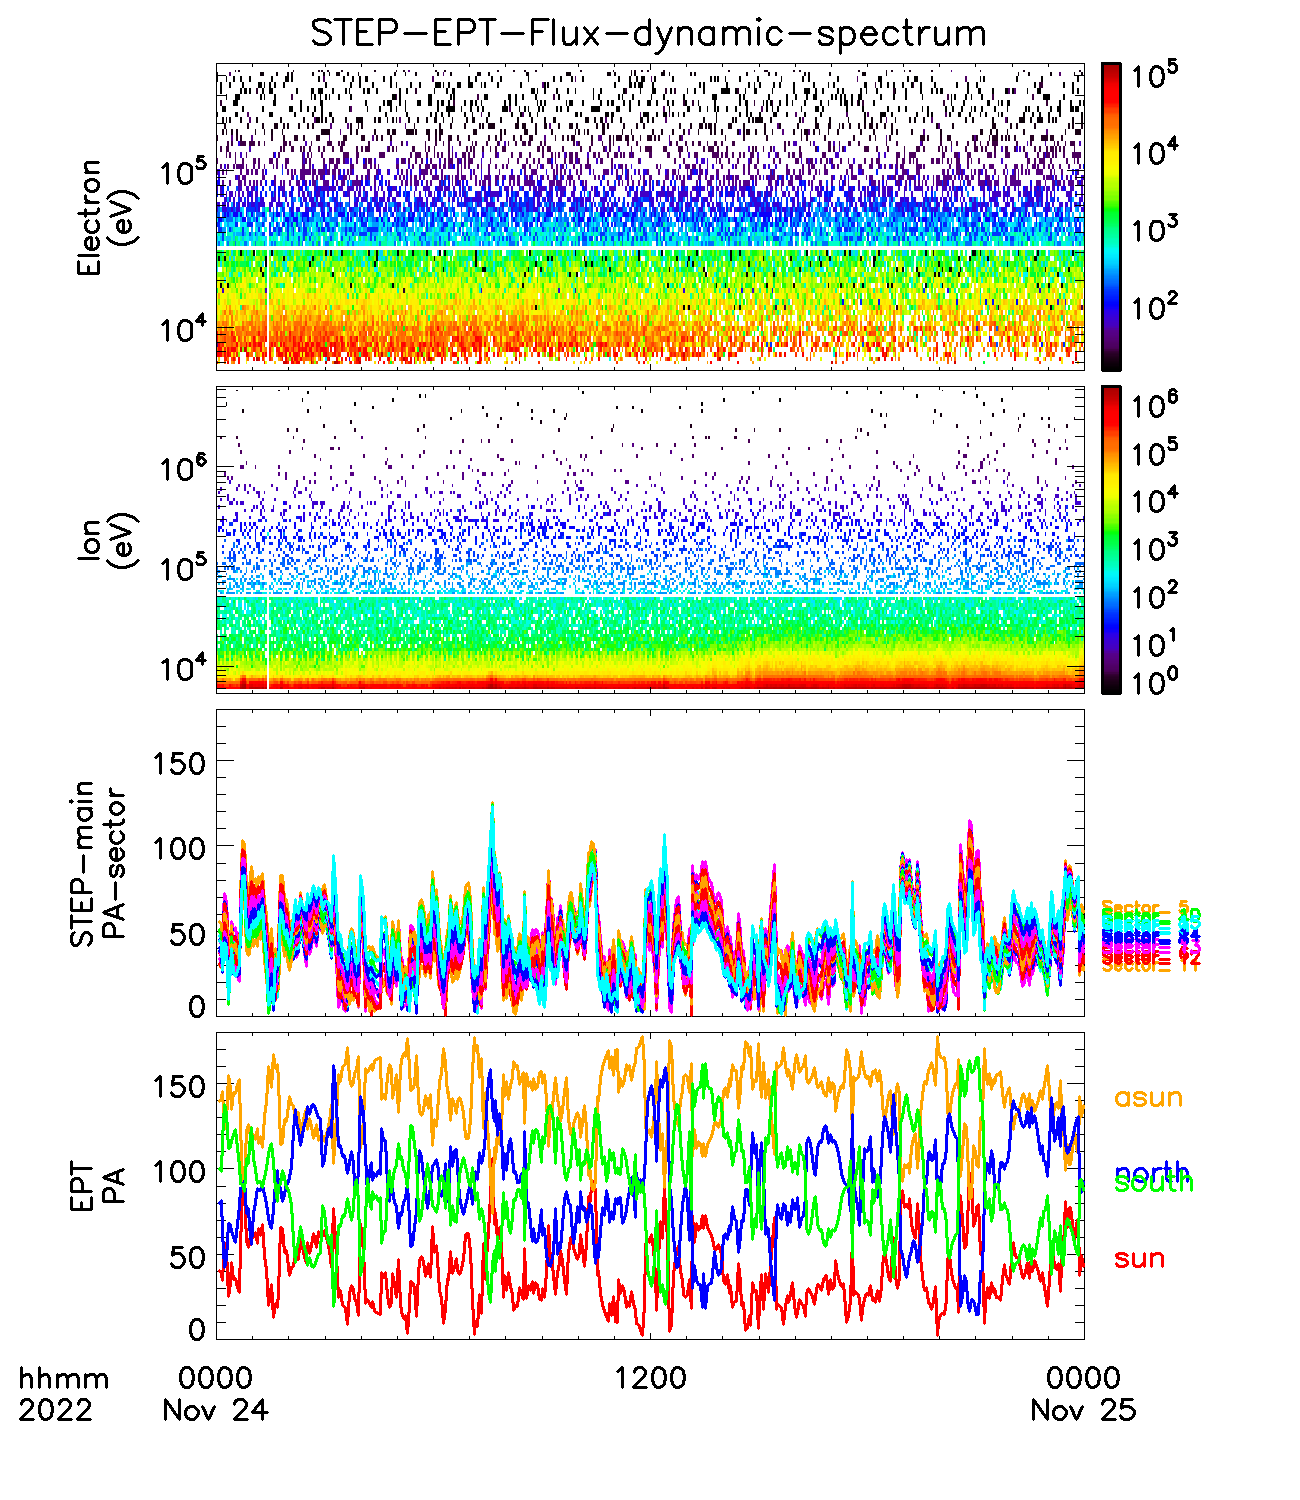 STEP-EPT-Flux-dynamic-spectrum
Electron
(eV)
10^5
10^4
10^5
10^4
10^3
10^2
Ion
(eV)
10^6
10^5
10^4
10^6
10^5
10^4
10^3
10^2
10^1
10^0
STEP-main
PA-sector
150
100
50
0
Sector- 5
Sector= 11
EPT
PA
150
100
50
0
asun
north
south
sun
hhmm
2022
0000
Nov 24
1200
0000
Nov 25